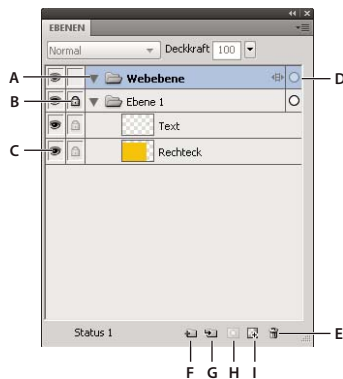 EBENEN
Normal Deckkraft 100
A Webebene D
B Ebene 1
Text
C Rechteck
Status 1 E
F G H I